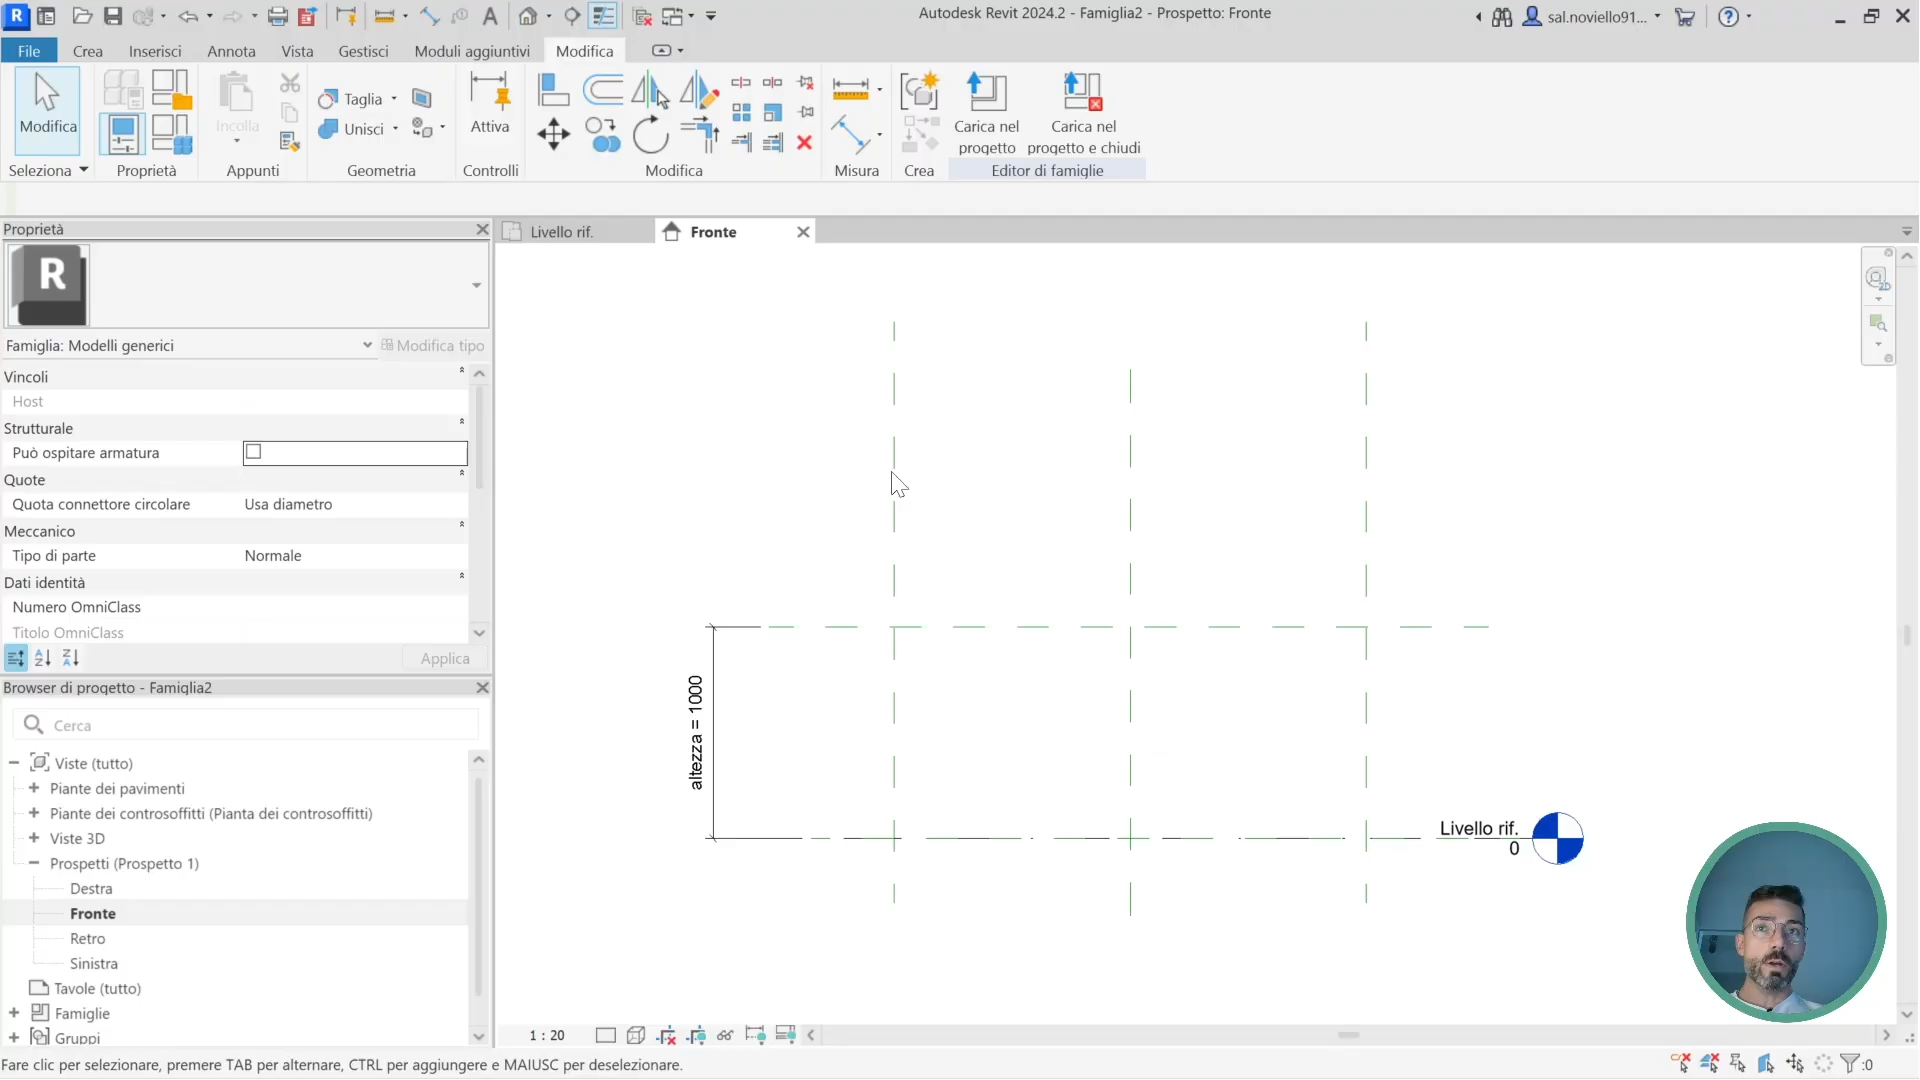 Autodesk Revit 2024.2 - Famiglia2 - Prospetto: Fronte
sal.noviello91...
File
Crea
Inserisci
Annota
Vista
Gestisci
Moduli aggiuntivi
Modifica
Modifica
Incolla
Taglia
Unisci
Attiva
Carica nel
progetto
Carica nel
progetto e chiudi
Seleziona
Proprietà
Appunti
Geometria
Controlli
Modifica
Misura
Crea
Editor di famiglie
Proprietà
Livello rif.
Fronte
R
Famiglia: Modelli generici
Modifica tipo
Vincoli
Host
Strutturale
Può ospitare armatura
Quote
Quota connettore circolare
Usa diametro
Meccanico
Tipo di parte
Normale
Dati identità
Numero OmniClass
Titolo OmniClass
Applica
Browser di progetto - Famiglia2
Cerca
Viste (tutto)
Piante dei pavimenti
Piante dei controsoffitti (Pianta dei controsoffitti)
Viste 3D
Prospetti (Prospetto 1)
Destra
Fronte
Retro
Sinistra
Tavole (tutto)
Famiglie
Gruppi
altezza = 1000
Livello rif.
0
1 : 20
Fare clic per selezionare, premere TAB per alternare, CTRL per aggiungere e MAIUSC per deselezionare.
:0